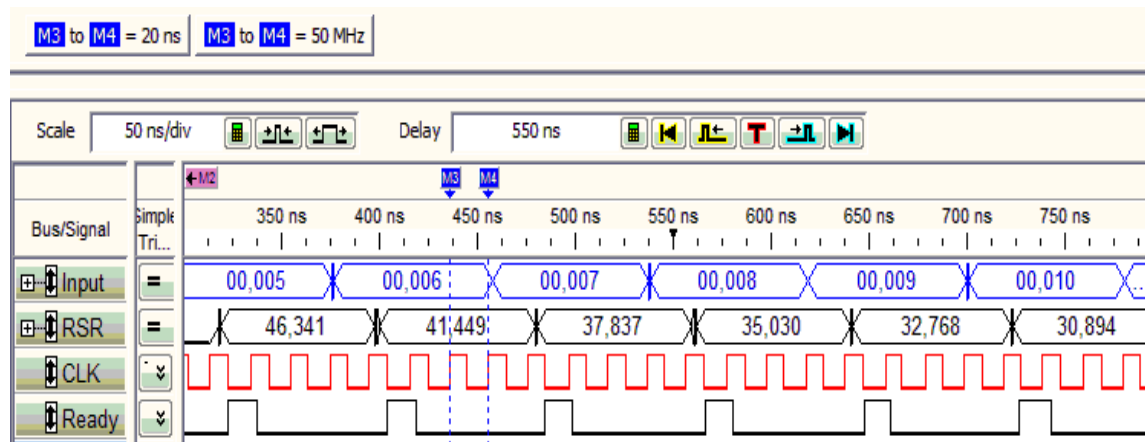 M3 to M4 = 20 ns M3 to M4 = 50 MHz
Scale 50 ns/div Delay 550 ns T
M2 M3 M4
Bus/Signal Simple Tri... 350 ns 400 ns 450 ns 500 ns 550 ns 600 ns 650 ns 700 ns 750 ns
Input = 00,005 00,006 00,007 00,008 00,009 00,010 ...
RSR = 46,341 41,449 37,837 35,030 32,768 30,894
CLK
Ready